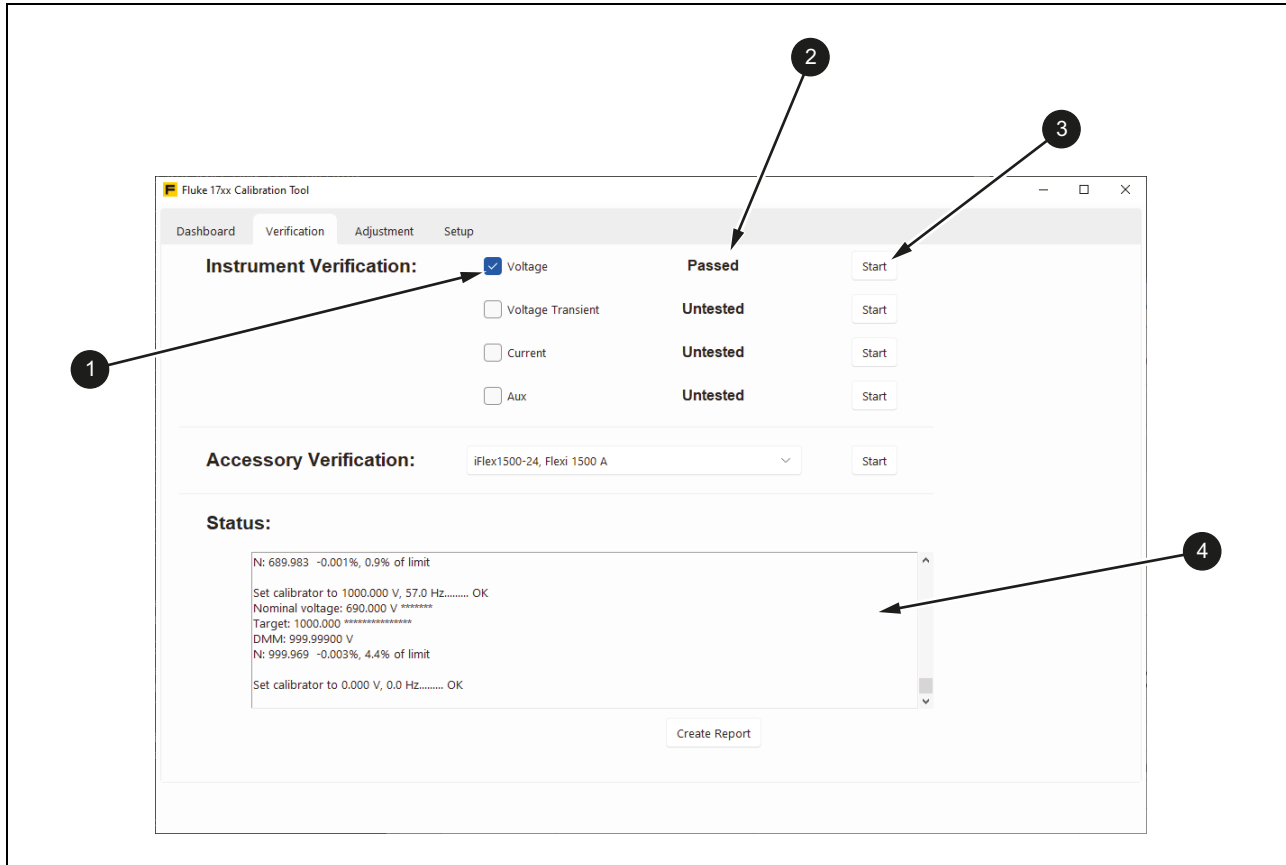 2
3
F Fluke 17xx Calibration Tool
Dashboard Verification Adjustment Setup
Instrument Verification: Voltage Passed Start
Voltage Transient Untested Start
1
Current Untested Start
Aux Untested Start
Accessory Verification: iFlex1500-24, Flexi 1500 A Start
Status:
4
N: 689.983 -0.001%, 0.9% of limit
Set calibrator to 1000.000 V, 57.0 Hz......... OK
Nominal voltage: 690.000 V *******
Target: 1000.000 ***************
DMM: 999.99900 V
N: 999.969 -0.003%, 4.4% of limit
Set calibrator to 0.000 V, 0.0 Hz......... OK
Create Report